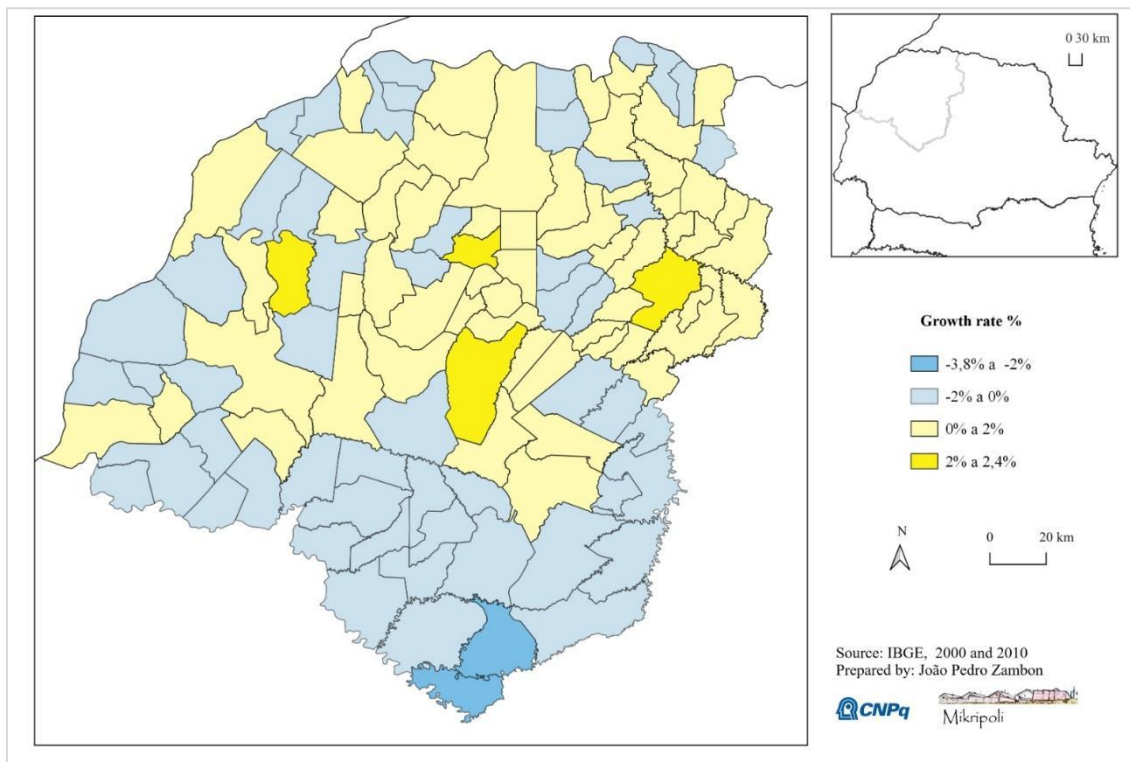 0 30 km
Growth rate %
-3,8% a -2%
-2% a 0%
0% a 2%
2% a 2,4%
N
0 20 km
Source: IBGE, 2000 and 2010
Prepared by: João Pedro Zambon
CNPq
Mikripoli